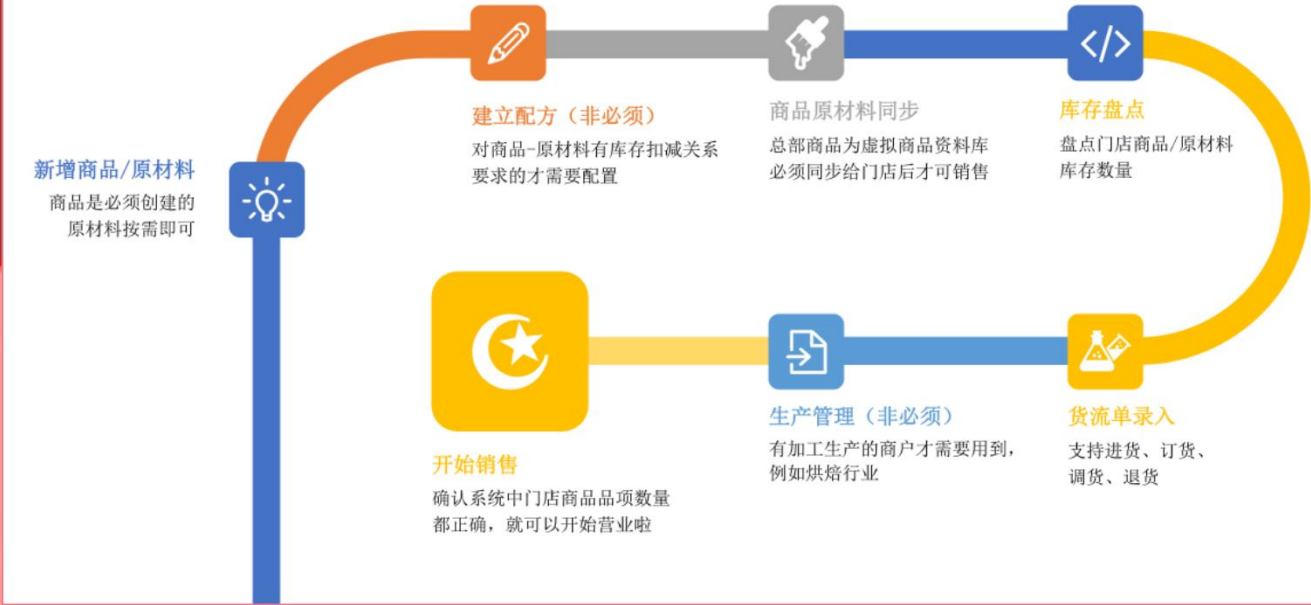 新增商品/原材料
商品是必须创建的
原材料按需即可
建立配方（非必须）
对商品-原材料有库存扣减关系
要求的才需要配置
商品原材料同步
总部商品为虚拟商品资料库
必须同步给门店后才可销售
库存盘点
盘点门店商品/原材料
库存数量
货流单录入
支持进货、订货、
调货、退货
生产管理（非必须）
有加工生产的商户才需要用到，
例如烘焙行业
开始销售
确认系统中门店商品品项数量
都正确，就可以开始营业啦